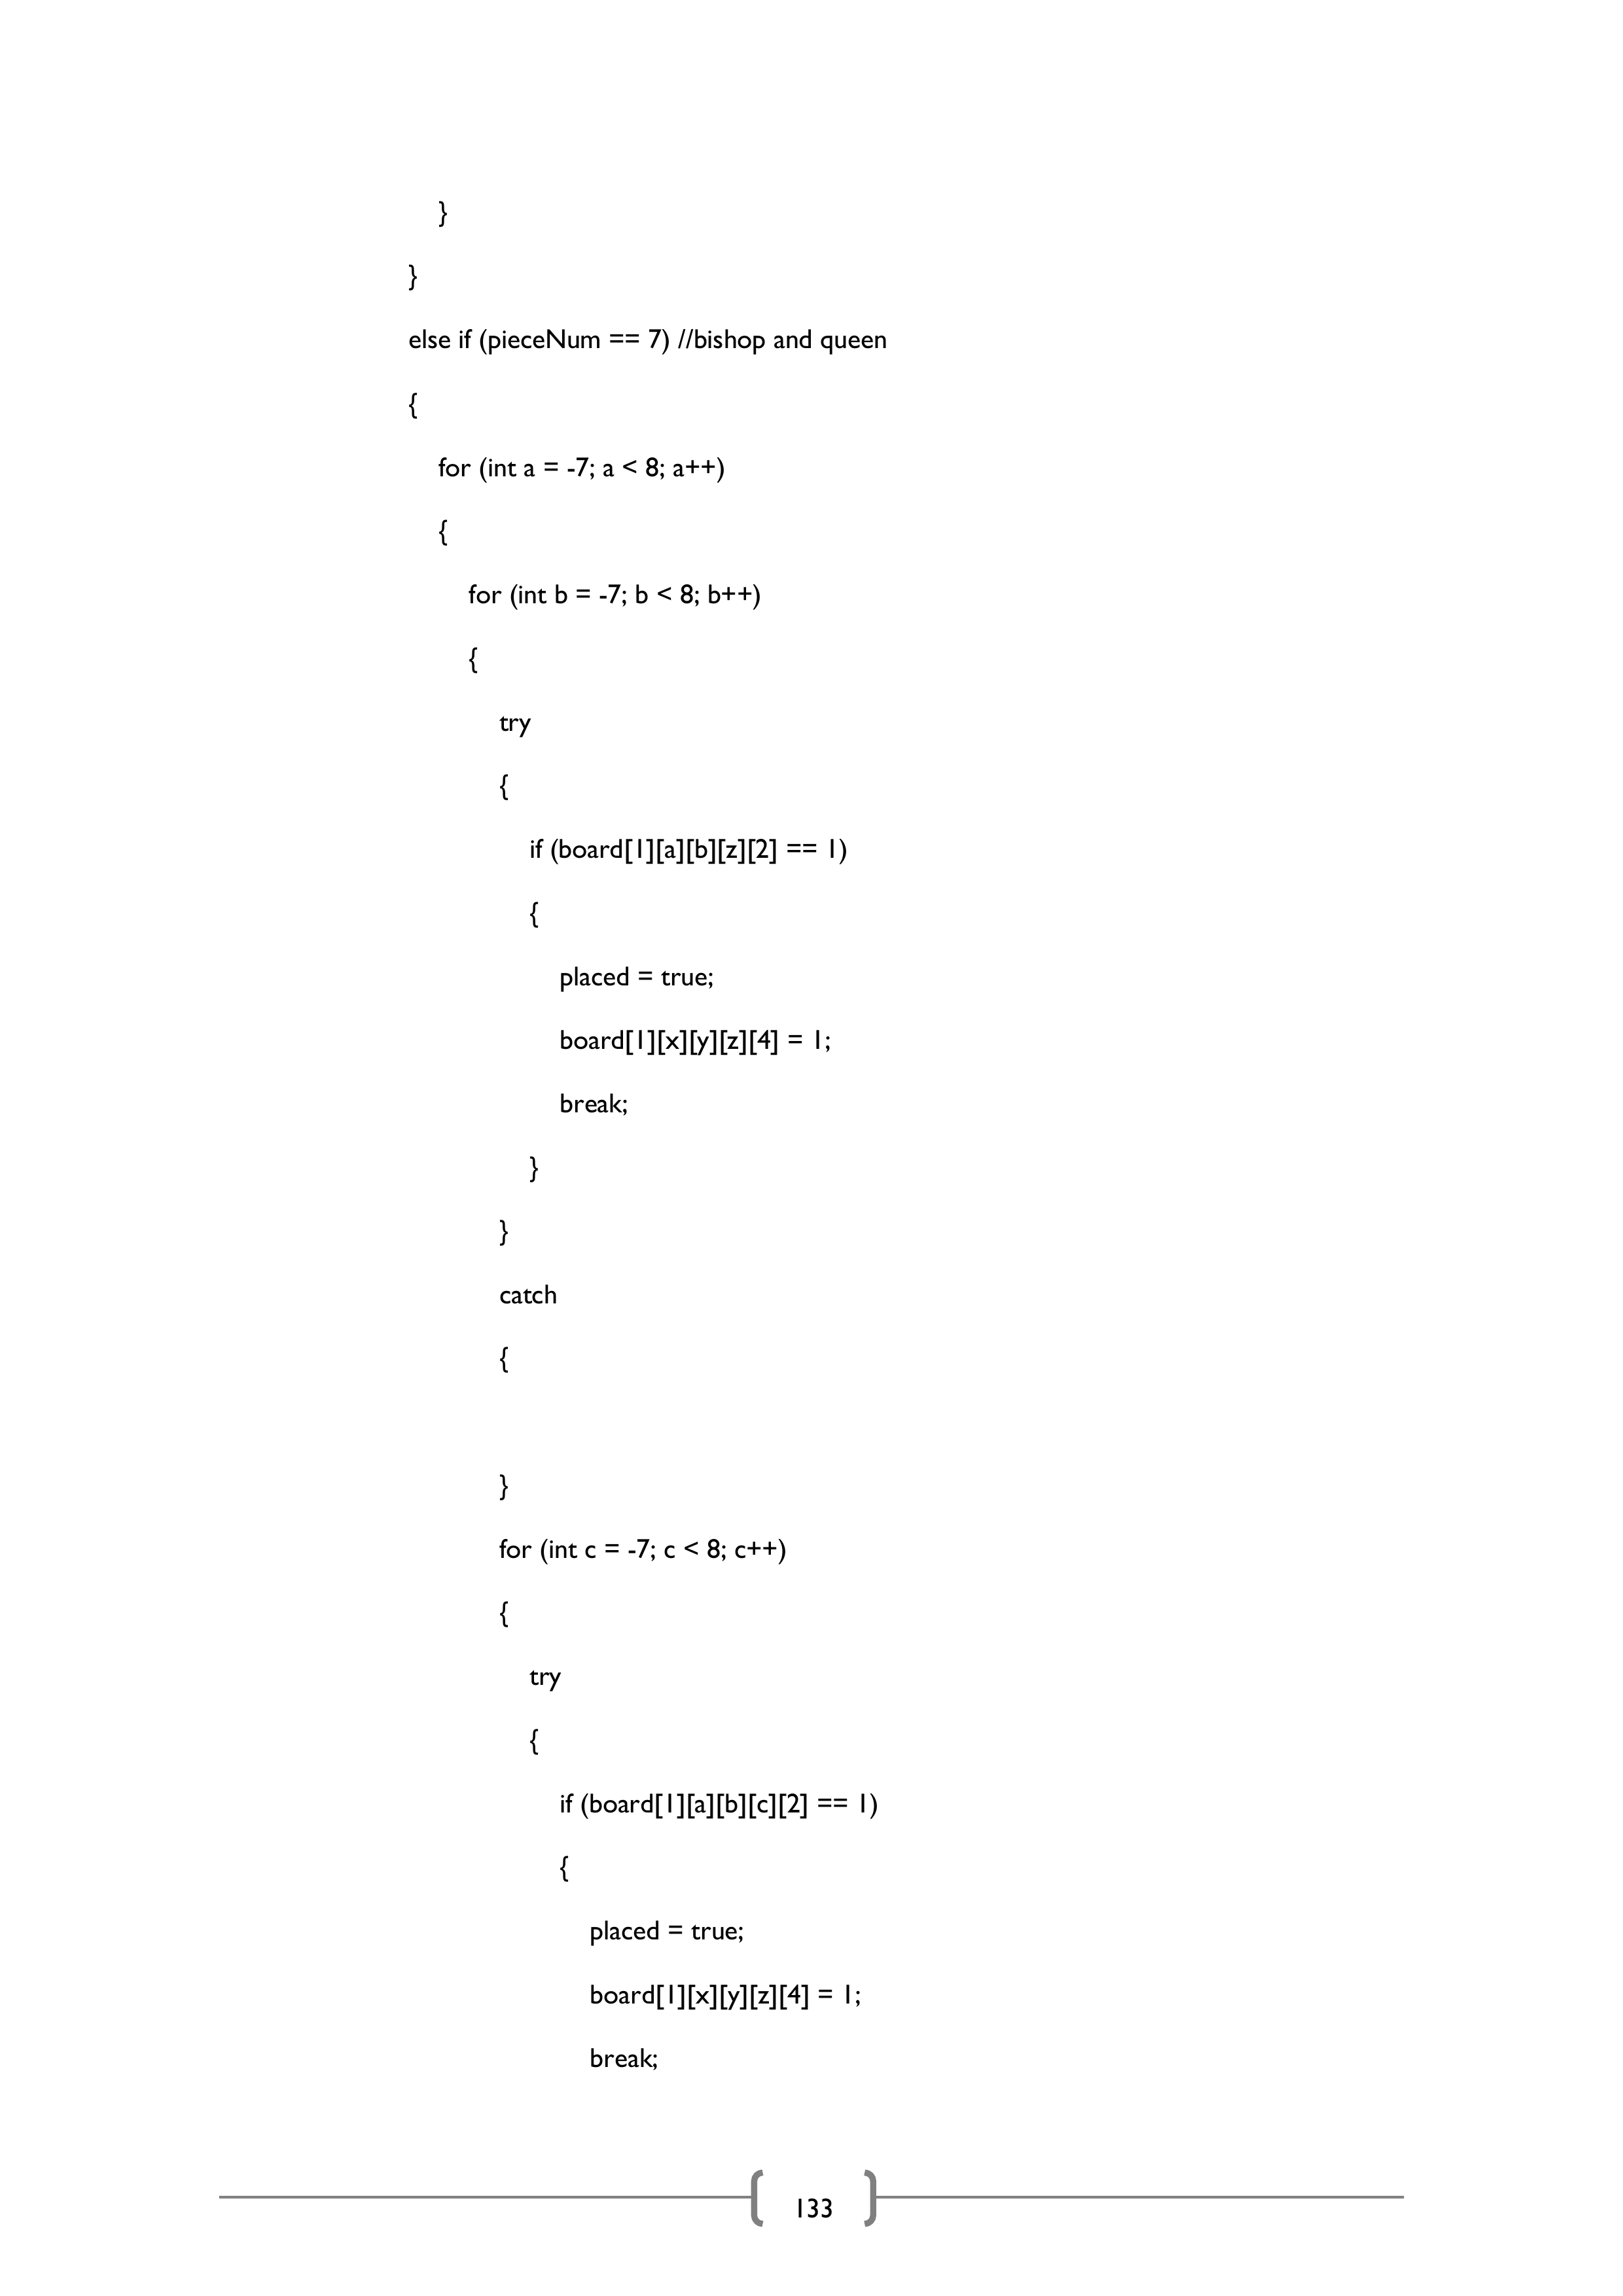 }
}
else if (pieceNum == 7) //bishop and queen
{
for (int a = -7; a < 8; a++)
{
for (int b = -7; b < 8; b++)
{
try
{
if (board[1][a][b][z][2] == 1)
{
placed = true;
board[1][x][y][z][4] = 1;
break;
}
}
catch
{
}
for (int c = -7; c < 8; c++)
{
try
{
if (board[1][a][b][c][2] == 1)
{
placed = true;
board[1][x][y][z][4] = 1;
break;
133